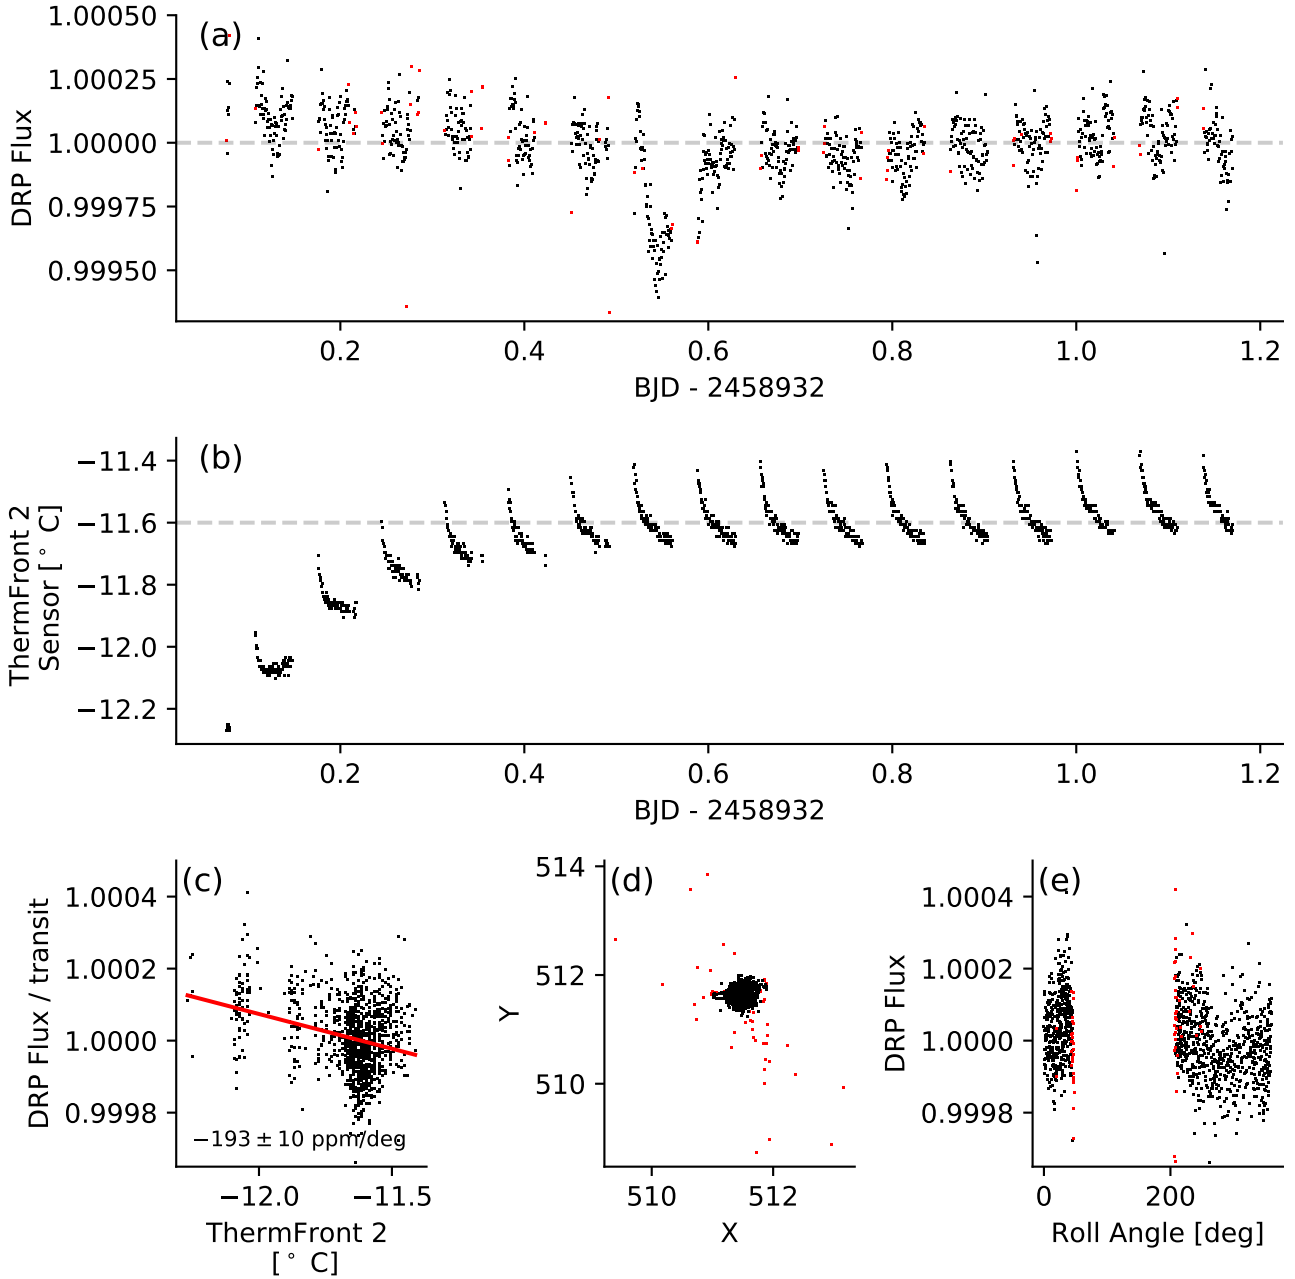 (a)
1.00050
1.00025
1.00000
0.99975
0.99950
DRP Flux
0.2 0.4 0.6 0.8 1.0 1.2
BJD - 2458932
(b)
−11.4
−11.6
−11.8
−12.0
−12.2
ThermFront 2
Sensor [° C]
0.2 0.4 0.6 0.8 1.0 1.2
BJD - 2458932
(c)
1.0004
1.0002
1.0000
0.9998
DRP Flux / transit
−193 ± 10 ppm/deg
−12.0 −11.5
ThermFront 2
[° C]
(d)
514
512
510
Y
510 512
X
(e)
1.0004
1.0002
1.0000
0.9998
DRP Flux
0 200
Roll Angle [deg]